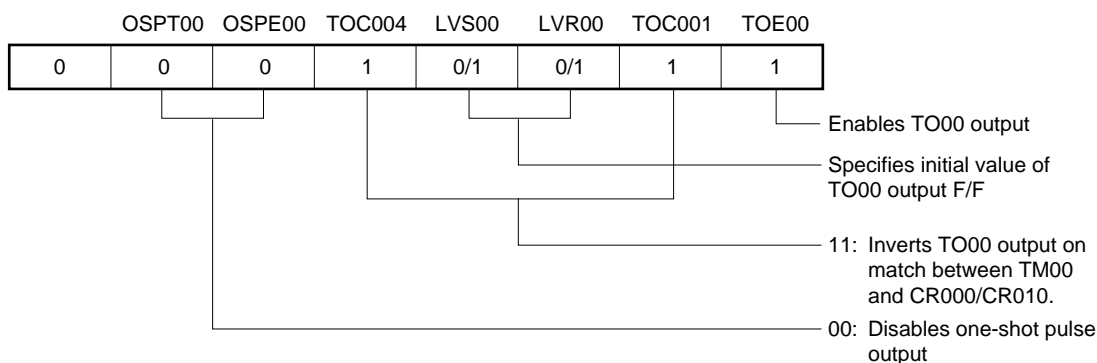 OSPT00 OSPE00 TOC004 LVS00 LVR00 TOC001 TOE00
0 0 0 1 0/1 0/1 1 1
Enables TO00 output
Specifies initial value of
TO00 output F/F
11: Inverts TO00 output on
match between TM00
and CR000/CR010.
00: Disables one-shot pulse
output